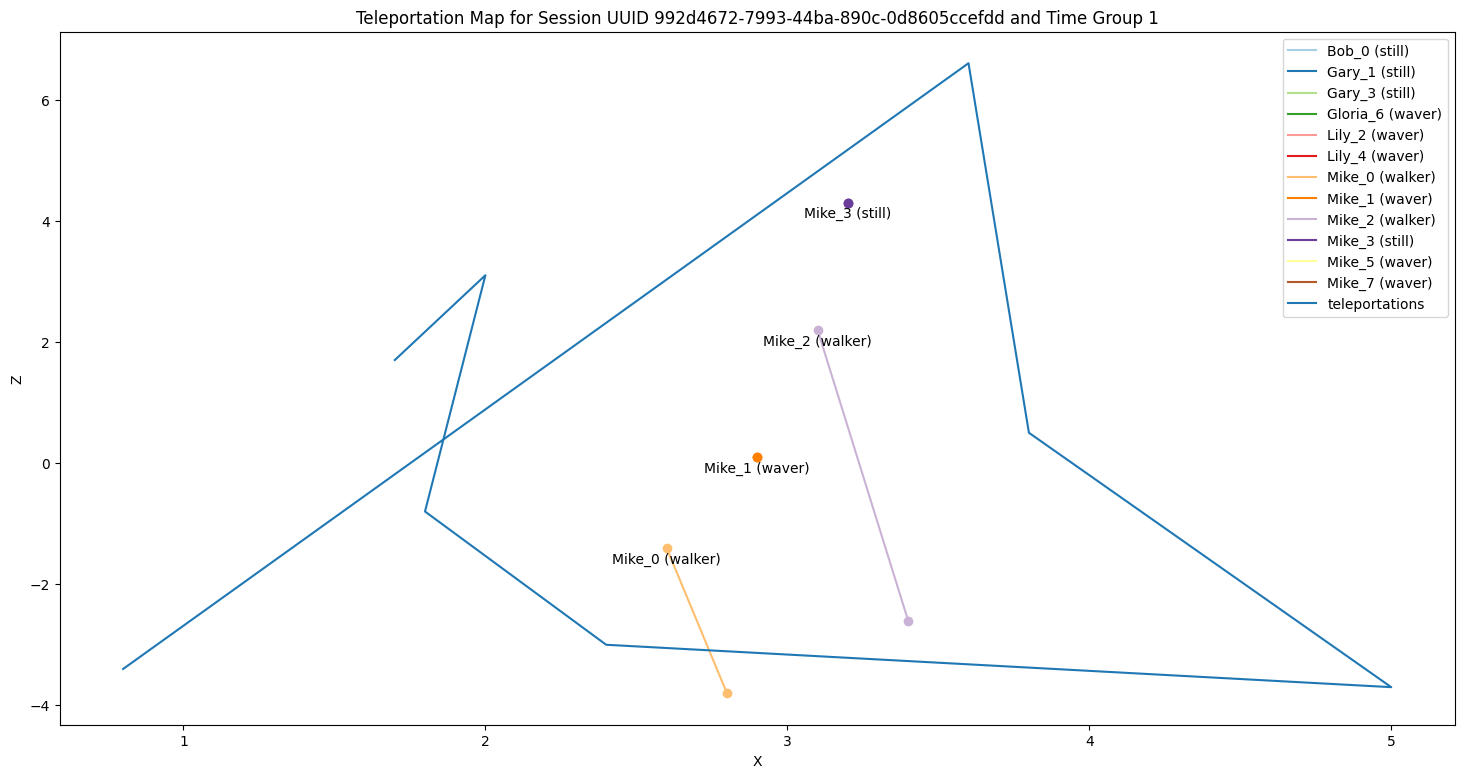 Teleportation Map for Session UUID 992d4672-7993-44ba-890c-0d8605ccefdd and Time Group 1
Bob_0 (still)
Gary_1 (still)
Gary_3 (still)
Gloria_6 (waver)
Lily_2 (waver)
Lily_4 (waver)
Mike_0 (walker)
Mike_1 (waver)
Mike_2 (walker)
Mike_3 (still)
Mike_5 (waver)
Mike_7 (waver)
teleportations
6
4
2
0
−2
−4
Z
Mike_3 (still)
Mike_2 (walker)
Mike_1 (waver)
Mike_0 (walker)
1 2 3 4 5
X